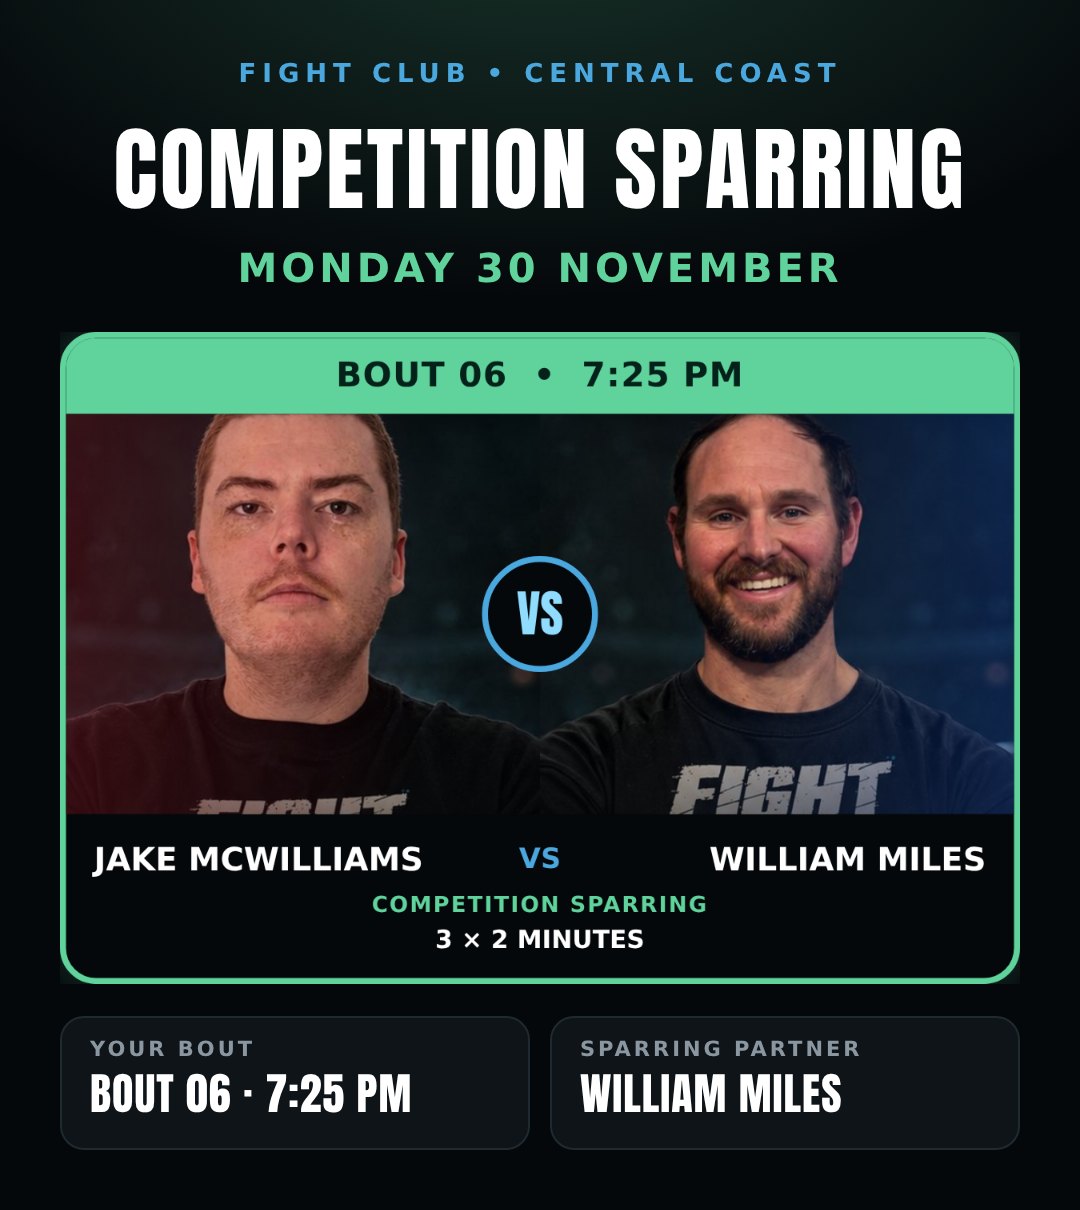 FIGHT CLUB • CENTRAL COAST
COMPETITION SPARRING
MONDAY 30 NOVEMBER
BOUT 06 • 7:25 PM
VS
FIGHT
FIGHT
JAKE MCWILLIAMS VS WILLIAM MILES
COMPETITION SPARRING
3 × 2 MINUTES
YOUR BOUT
BOUT 06 · 7:25 PM
SPARRING PARTNER
WILLIAM MILES